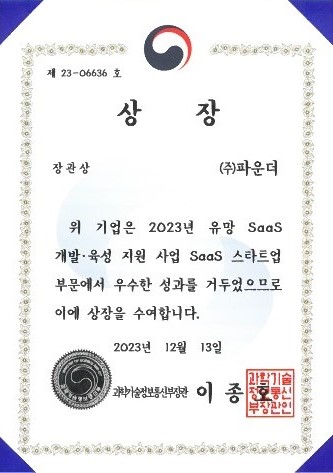 제 23-06636 호
상 장
장관상 (주)파운더
위 기업은 2023년 유망 SaaS
개발·육성 지원 사업 SaaS 스타트업
부문에서 우수한 성과를 거두었으므로
이에 상장을 수여합니다.
2023년 12월 13일
과학기술정보통신부장관 이 종 호
과학기술
정보통신
부장관인